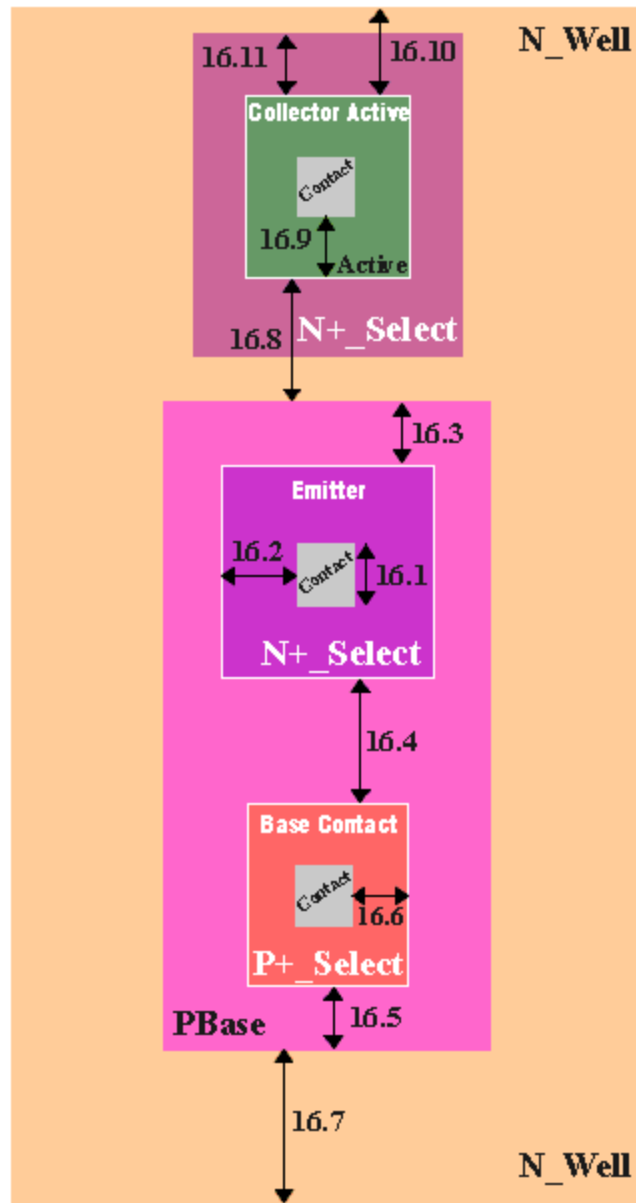 N_Well
16.11
16.10
Collector Active
Contact
16.9
Active
N+_Select
16.8
16.3
Emitter
16.2
Contact
16.1
N+_Select
16.4
Base Contact
Contact
16.6
P+_Select
16.5
PBase
16.7
N_Well